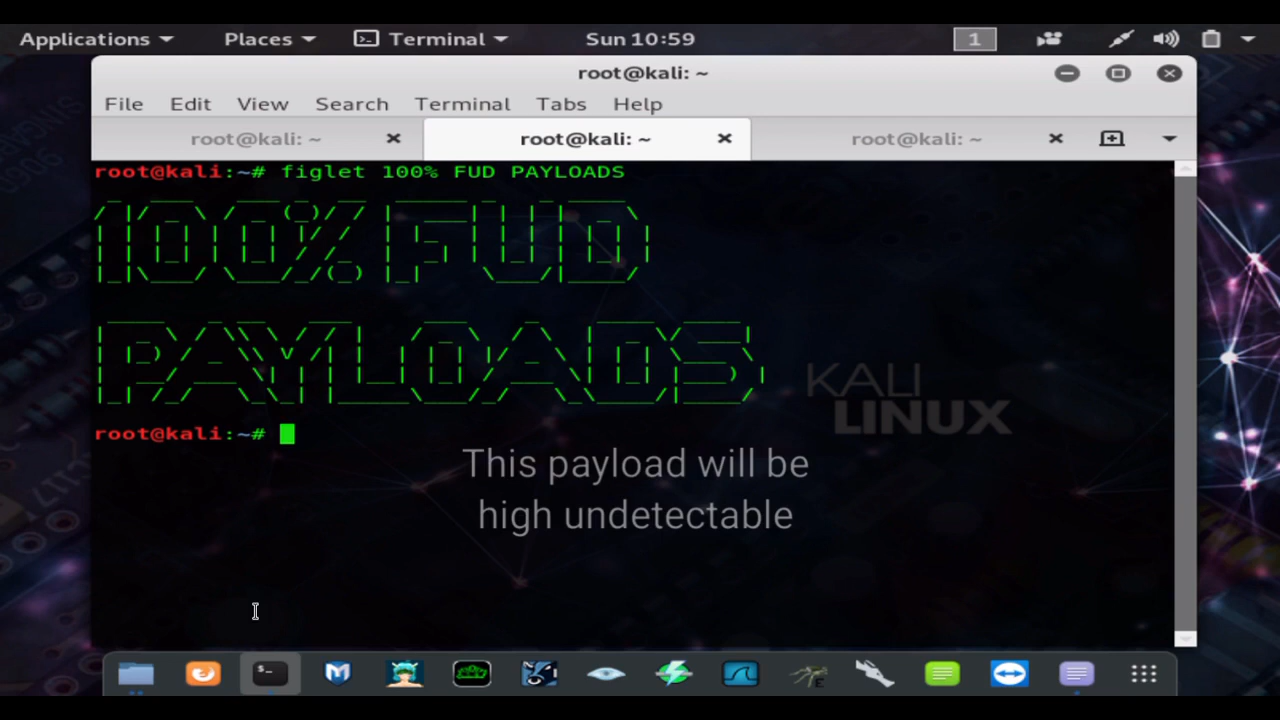 Applications Places Terminal Sun 10:59 1
root@kali: ~
File Edit View Search Terminal Tabs Help
root@kali: ~ root@kali: ~ root@kali: ~
root@kali:~# figlet 100% FUD PAYLOADS
100% FUD
PAYLOADS
root@kali:~#
KALI
LINUX
This payload will be
high undetectable